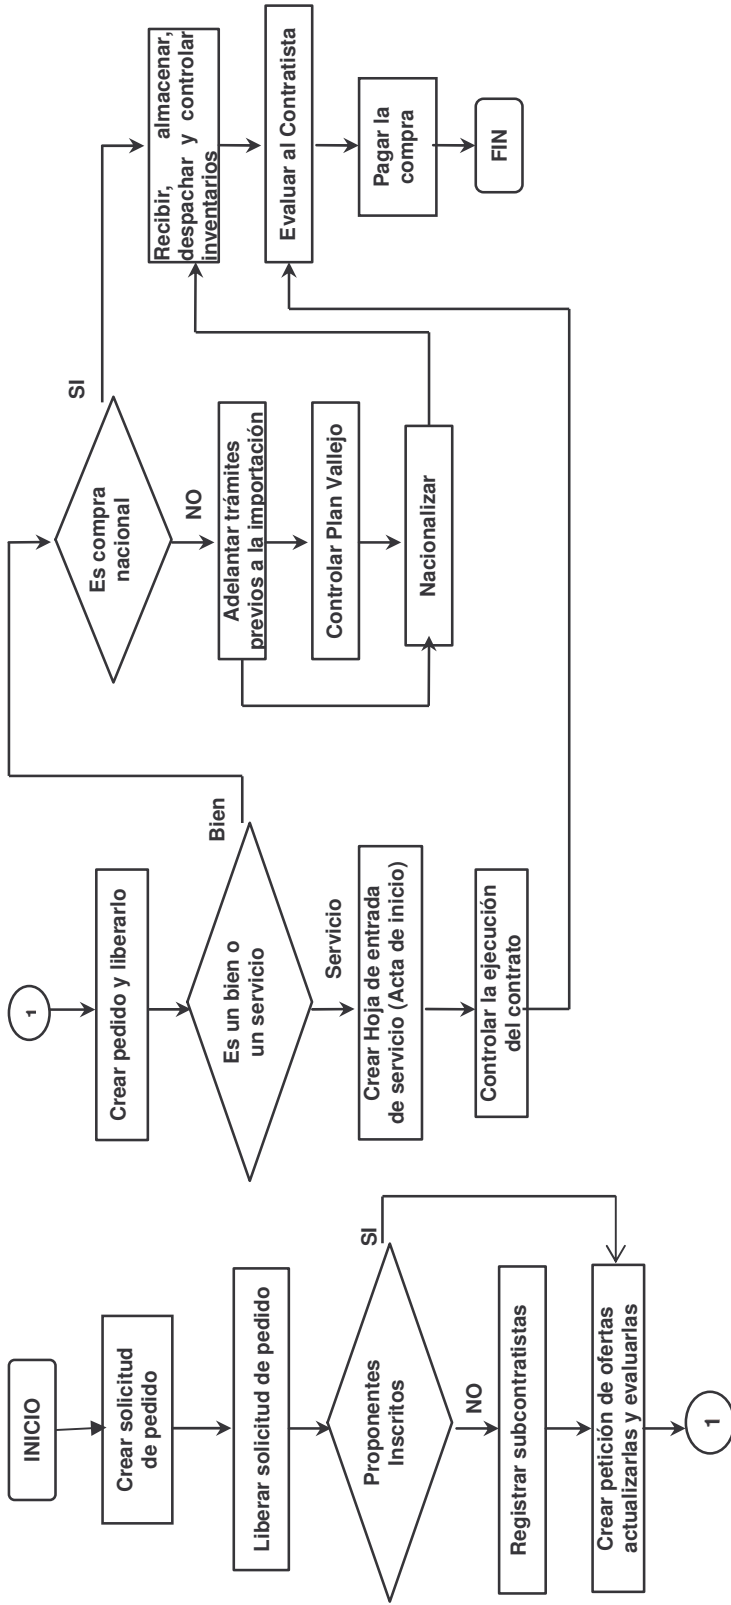 INICIO
Crear solicitud
de pedido
Liberar solicitud de pedido
Proponentes
Inscritos
SI
NO
Registrar subcontratistas
Crear petición de ofertas
actualizarlas y evaluarlas
1
1
Crear pedido y liberarlo
Es un bien o
un servicio
Bien
Servicio
Crear Hoja de entrada
de servicio (Acta de inicio)
Controlar la ejecución
del contrato
Es compra
nacional
SI
NO
Adelantar trámites
previos a la importación
Controlar Plan Vallejo
Nacionalizar
Recibir, almacenar,
despachar y controlar
inventarios
Evaluar al Contratista
Pagar la
compra
FIN